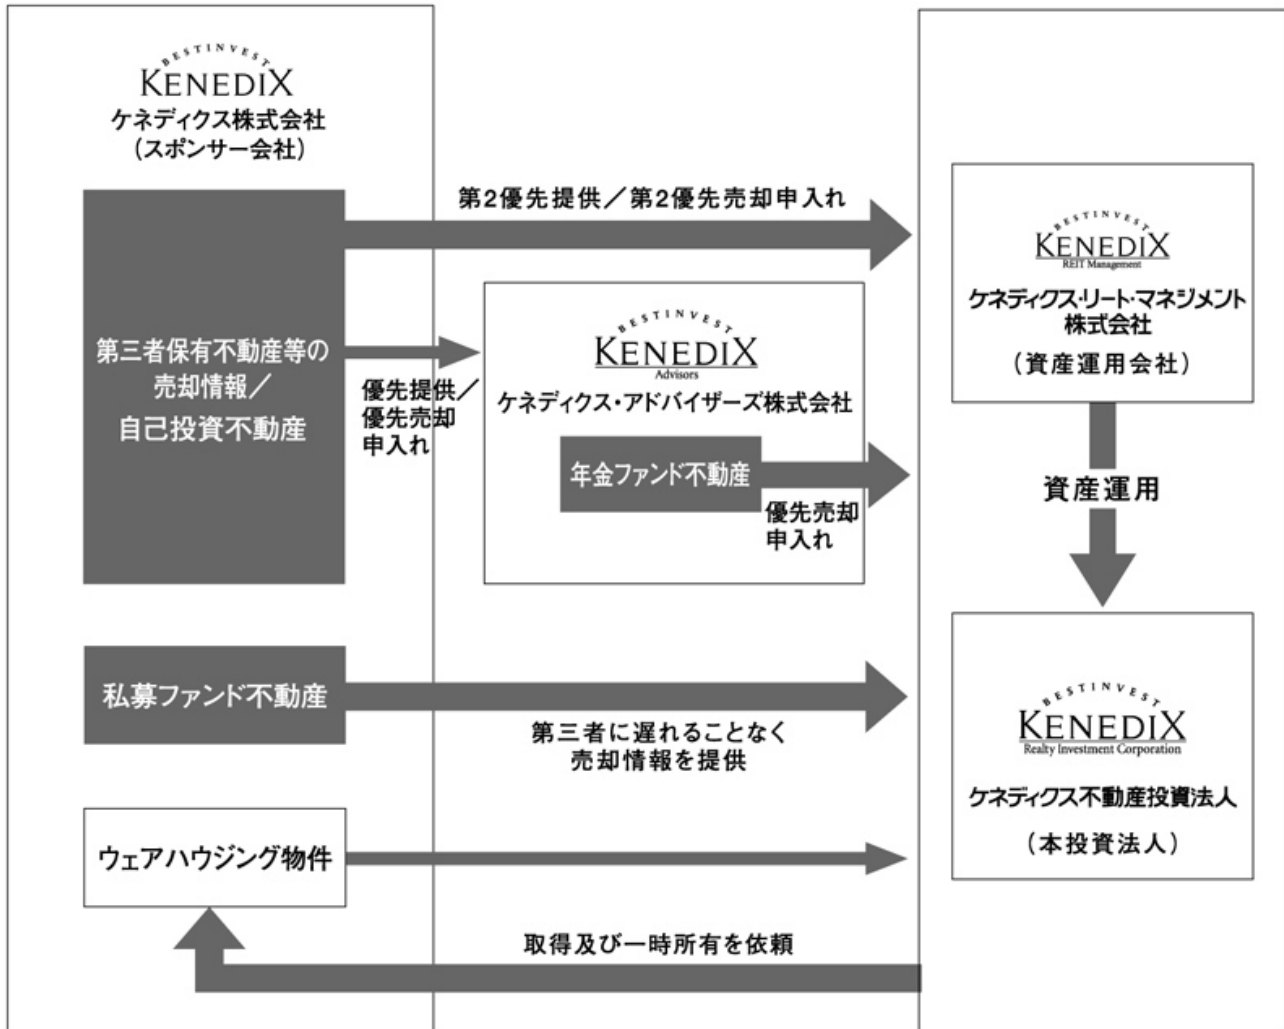 BESTINVEST
KENEDIX
ケネディクス株式会社
(スポンサー会社)
第2優先提供／第2優先売却申入れ
第三者保有不動産等の
売却情報／
自己投資不動産
優先提供／
優先売却
申入れ
BESTINVEST
KENEDIX
Advisors
ケネディクス・アドバイザーズ株式会社
年金ファンド不動産
優先売却
申入れ
BESTINVEST
KENEDIX
REIT Management
ケネディクス・リート・マネジメント
株式会社
(資産運用会社)
資産運用
私募ファンド不動産
第三者に遅れることなく
売却情報を提供
BESTINVEST
KENEDIX
Realty Investment Corporation
ケネディクス不動産投資法人
(本投資法人)
ウェアハウジング物件
取得及び一時所有を依頼